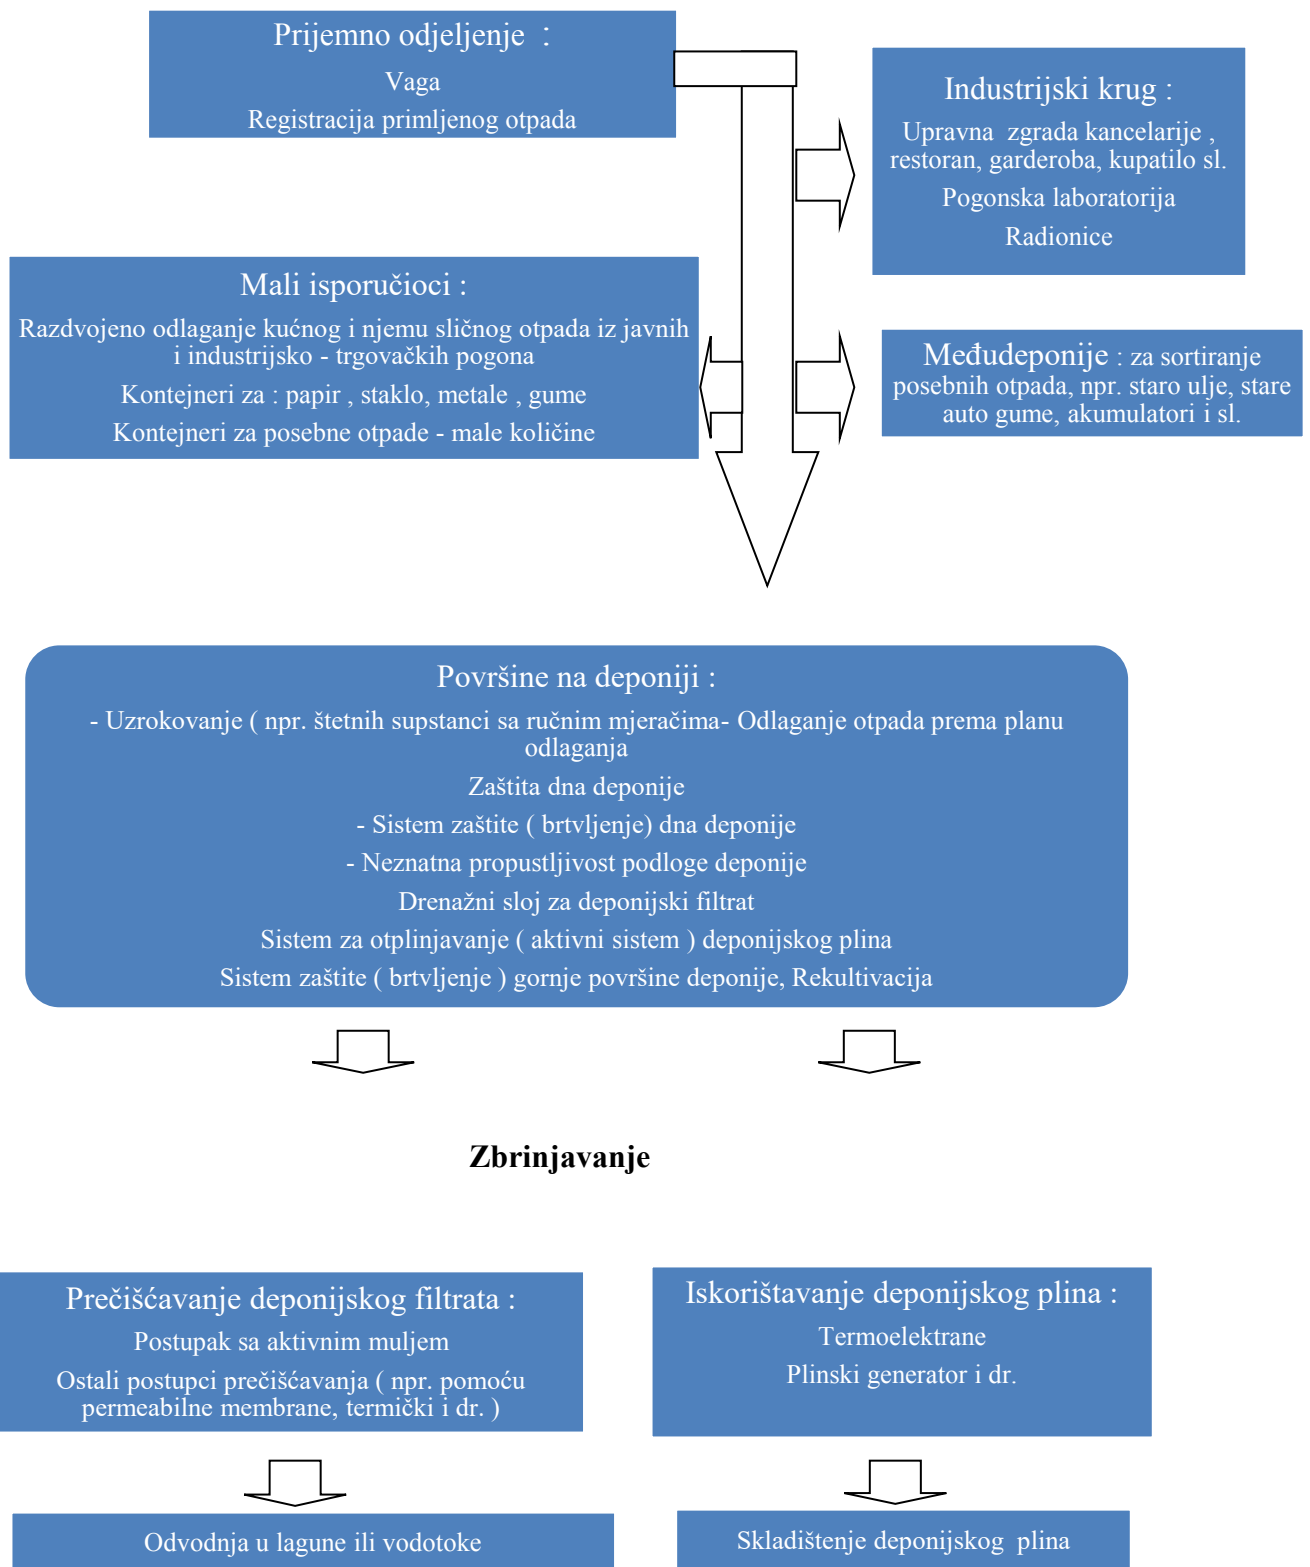 Prijemno odjeljenje :
Vaga
Registracija primljenog otpada
Industrijski krug :
Upravna zgrada kancelarije ,
restoran, garderoba, kupatilo sl.
Pogonska laboratorija
Radionice
Mali isporučioci :
Razdvojeno odlaganje kućnog i njemu sličnog otpada iz javnih
i industrijsko - trgovačkih pogona
Kontejneri za : papir , staklo, metale , gume
Kontejneri za posebne otpade - male količine
Međudeponije : za sortiranje
posebnih otpada, npr. staro ulje, stare
auto gume, akumulatori i sl.
Površine na deponiji :
- Uzrokovanje ( npr. štetnih supstanci sa ručnim mjeračima- Odlaganje otpada prema planu
odlaganja
Zaštita dna deponije
- Sistem zaštite ( brtvljenje) dna deponije
- Neznatna propustljivost podloge deponije
Drenažni sloj za deponijski filtrat
Sistem za otplinjavanje ( aktivni sistem ) deponijskog plina
Sistem zaštite ( brtvljenje ) gornje površine deponije, Rekultivacija
Zbrinjavanje
Prečišćavanje deponijskog filtrata :
Postupak sa aktivnim muljem
Ostali postupci prečišćavanja ( npr. pomoću
permeabilne membrane, termički i dr. )
Iskorištavanje deponijskog plina :
Termoelektrane
Plinski generator i dr.
Odvodnja u lagune ili vodotoke
Skladištenje deponijskog plina